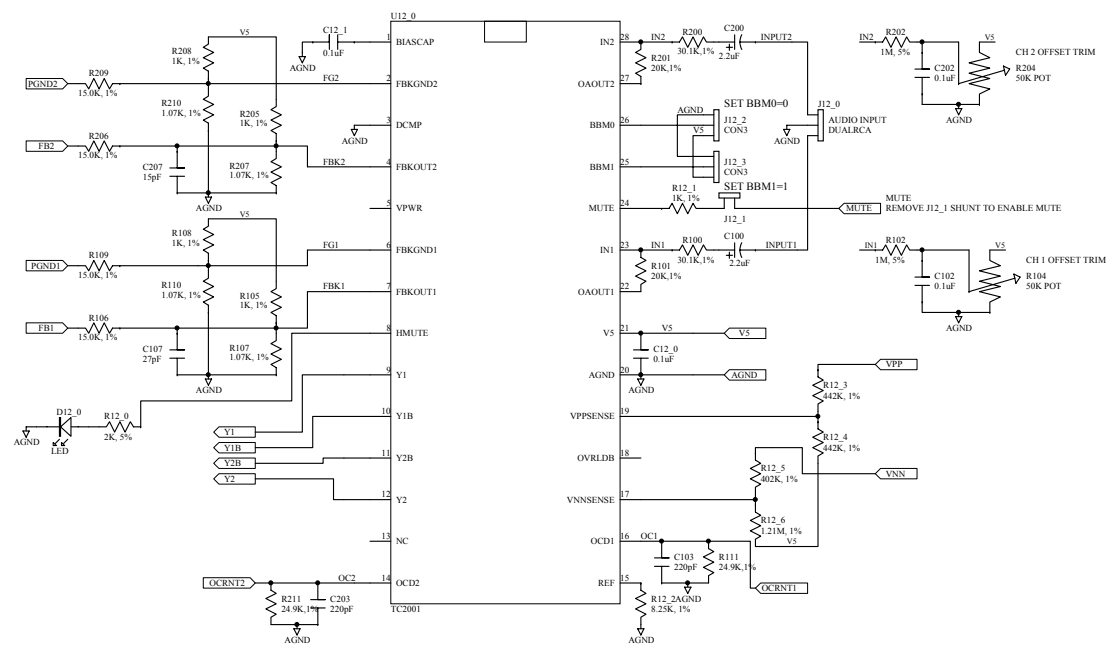 U12_0
C12_1
0.1uF
AGND
V5
R208
1K, 1%
FG2
PGND2
R209
15.0K, 1%
R210
1.07K, 1%
R205
1K, 1%
AGND
FB2
R206
15.0K, 1%
C207
15pF
R207
1.07K, 1%
FBK2
AGND
V5
R108
1K, 1%
FG1
PGND1
R109
15.0K, 1%
R110
1.07K, 1%
R105
1K, 1%
FBK1
FB1
R106
15.0K, 1%
C107
27pF
R107
1.07K, 1%
AGND
D12_0
LED
AGND
R12_0
2K, 5%
Y1
Y1B
Y2B
Y2
OCRNT2
OC2
R211
24.9K,1%
C203
220pF
AGND
1 BIASCAP
2 FBKGND2
3 DCMP
4 FBKOUT2
5 VPWR
6 FBKGND1
7 FBKOUT1
8 HMUTE
9 Y1
10 Y1B
11 Y2B
12 Y2
13 NC
14 OCD2
TC2001
IN2 28
OAOUT2 27
BBM0 26
BBM1 25
MUTE 24
IN1 23
OAOUT1 22
V5 21
AGND 20
VPPSENSE 19
OVRLDB 18
VNNSENSE 17
OCD1 16
REF 15
IN2
R200
30.1K,1%
C200
2.2uF
INPUT2
R201
20K,1%
SET BBM0=0
AGND
V5
J12_2
CON3
J12_3
CON3
SET BBM1=1
J12_0
AUDIO INPUT
DUALRCA
AGND
R12_1
1K, 1%
J12_1
MUTE
MUTE
REMOVE J12_1 SHUNT TO ENABLE MUTE
IN1
R100
30.1K,1%
C100
2.2uF
INPUT1
R101
20K,1%
IN2
R202
1M, 5%
C202
0.1uF
V5
CH 2 OFFSET TRIM
R204
50K POT
AGND
IN1
R102
1M, 5%
C102
0.1uF
V5
CH 1 OFFSET TRIM
R104
50K POT
AGND
V5
V5
C12_0
0.1uF
AGND
AGND
VPP
R12_3
442K, 1%
R12_4
442K, 1%
R12_5
402K, 1%
VNN
R12_6
1.21M, 1%
V5
OC1
C103
220pF
R111
24.9K,1%
OCRNT1
AGND
R12_2
8.25K, 1%
AGND